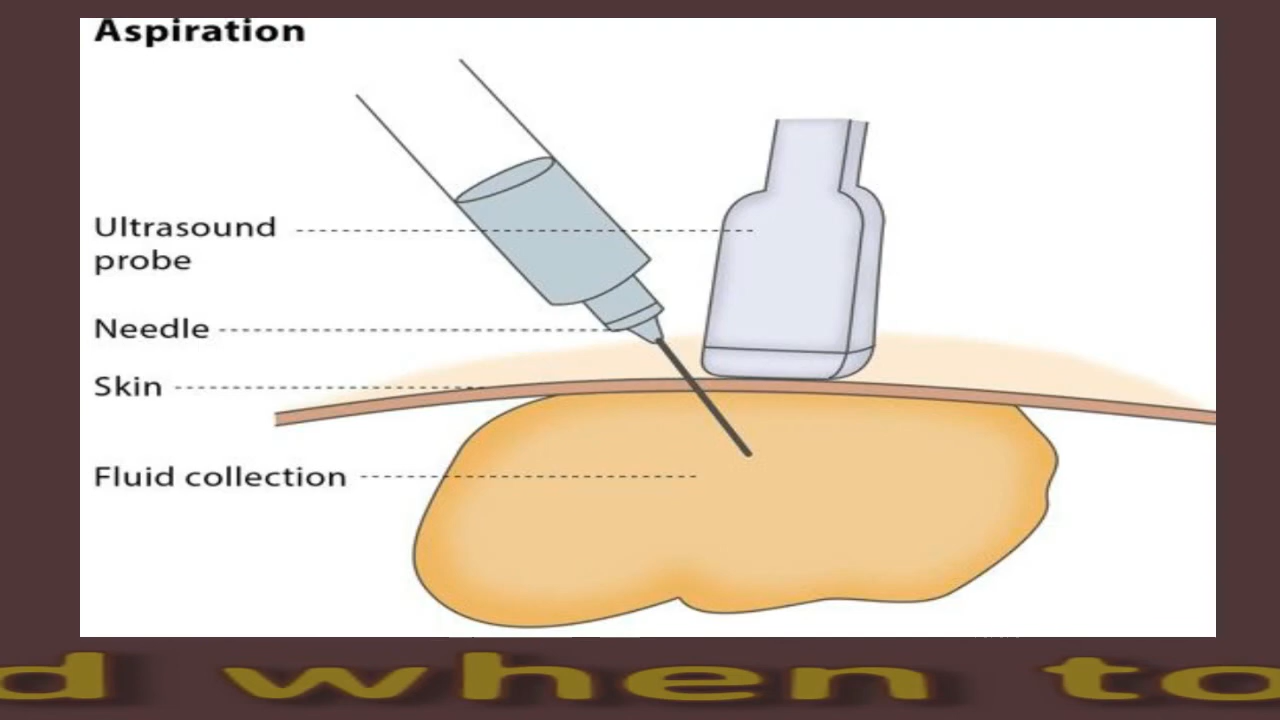 Aspiration
Ultrasound
probe
Needle
Skin
Fluid collection
d when to